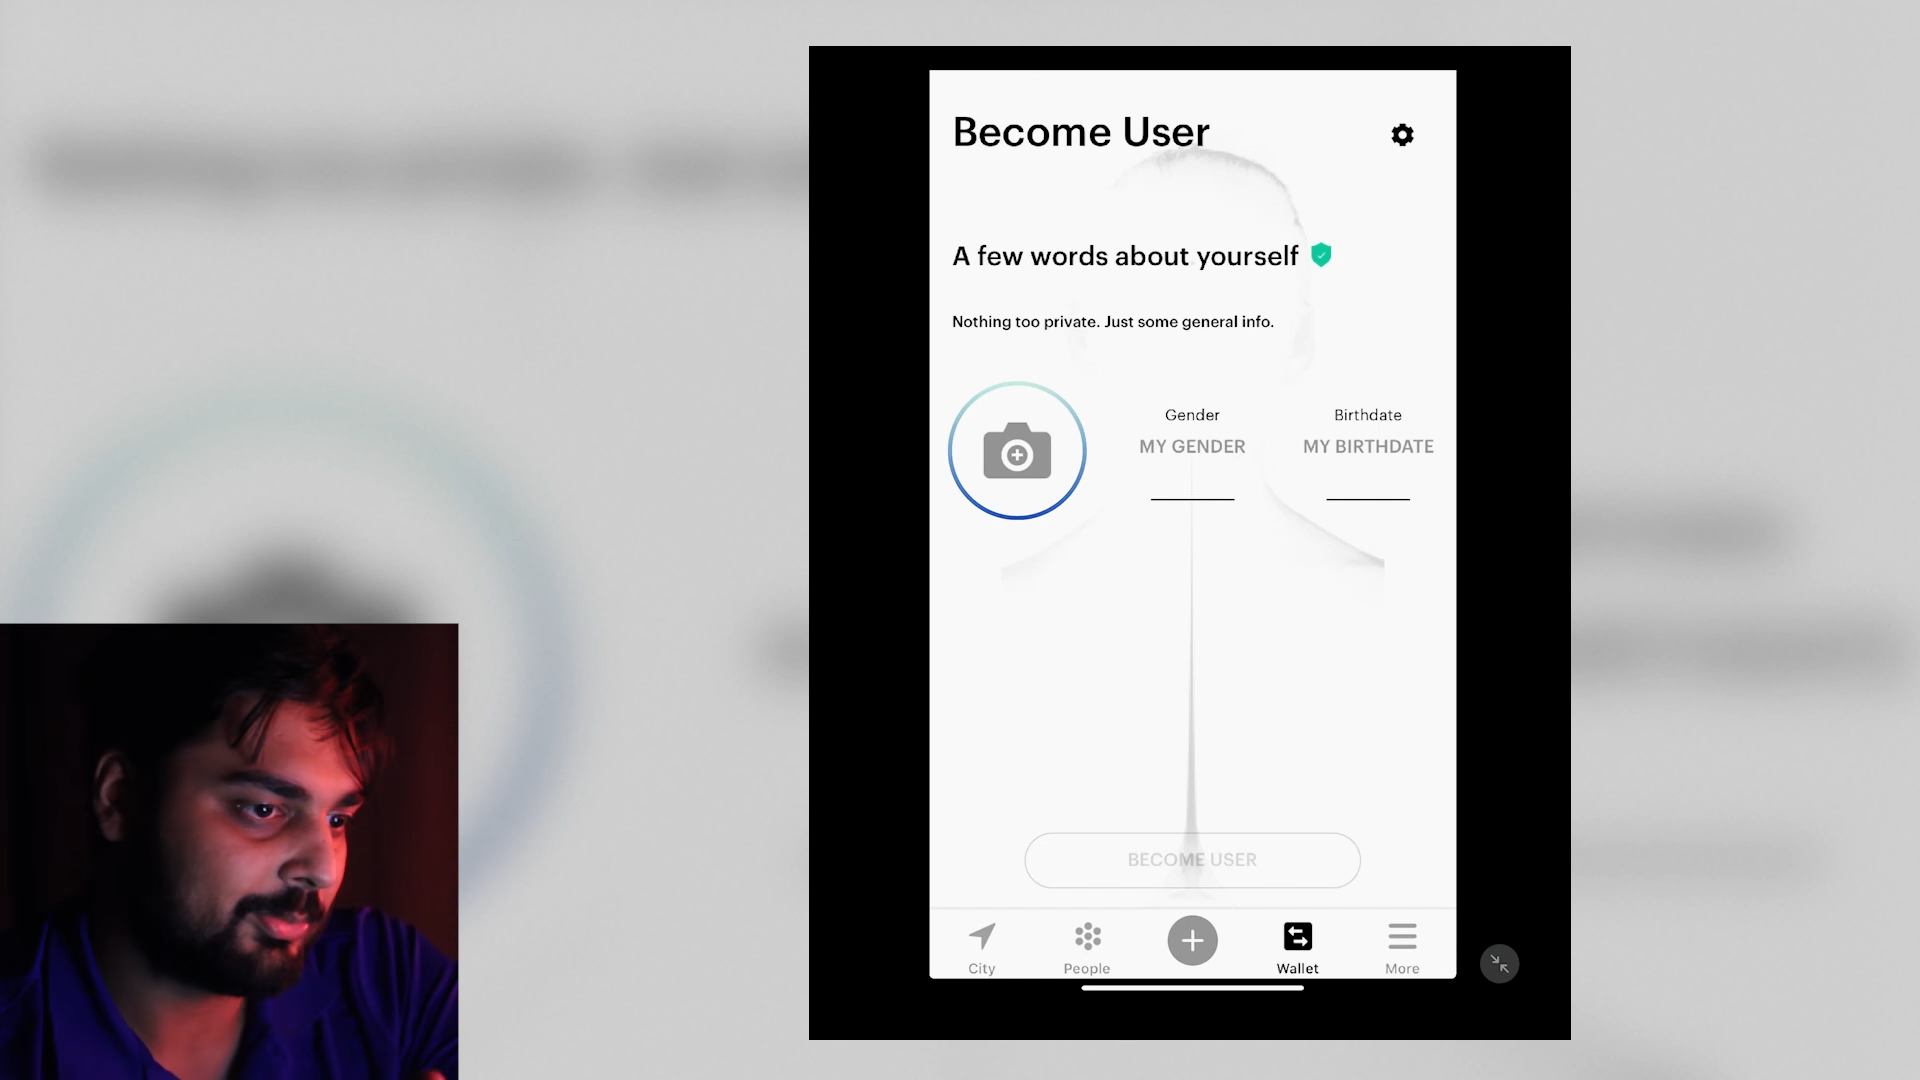 Become User
A few words about yourself
Nothing too private. Just some general info.
Gender
MY GENDER
Birthdate
MY BIRTHDATE
BECOME USER
City
People
Wallet
More